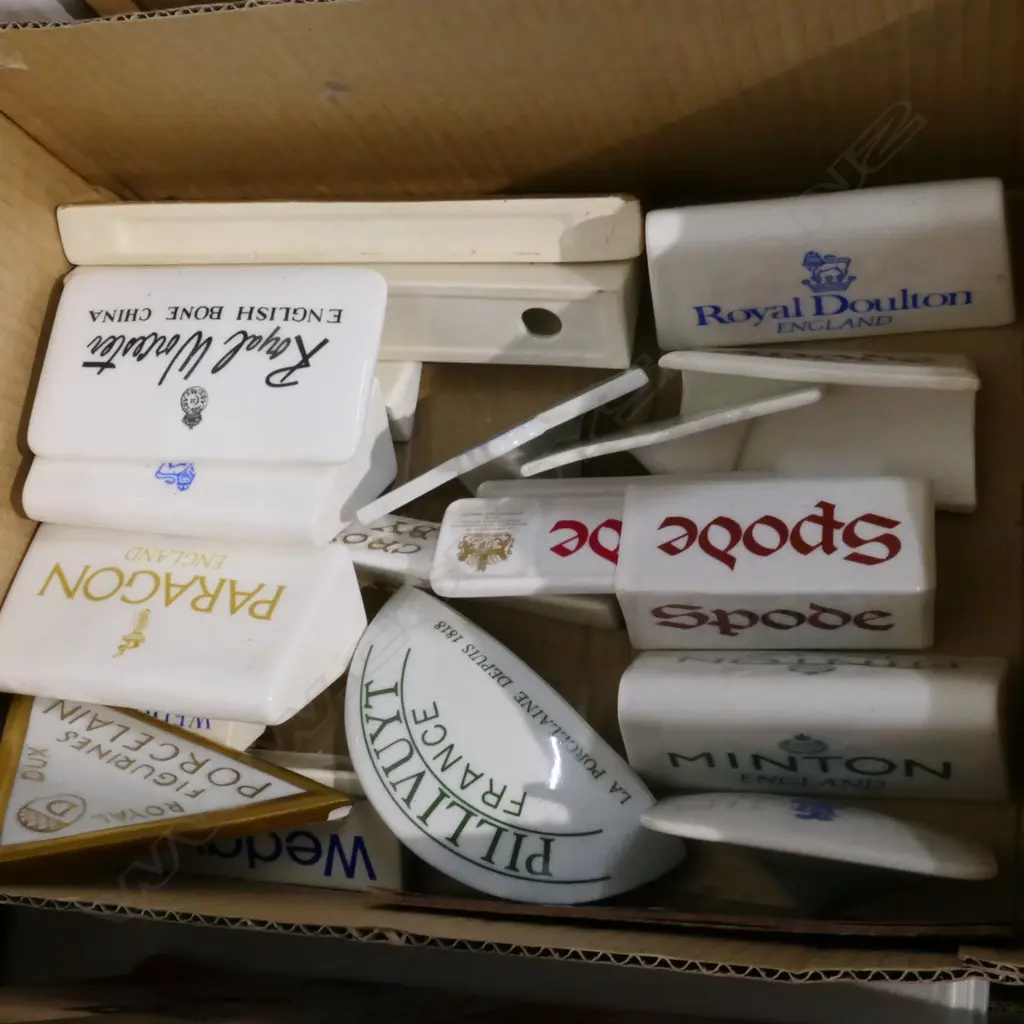 Royal Doulton
ENGLAND
Royal Worcester
ENGLISH BONE CHINA
PARAGON
ENGLAND
Spode
Spode
MINTON
MINTON
ENGLAND
PILLIVUYT
FRANCE
LA PORCELAINE DEPUIS 1818
ROYAL
DUX
PORCELAIN
FIGURINES
D